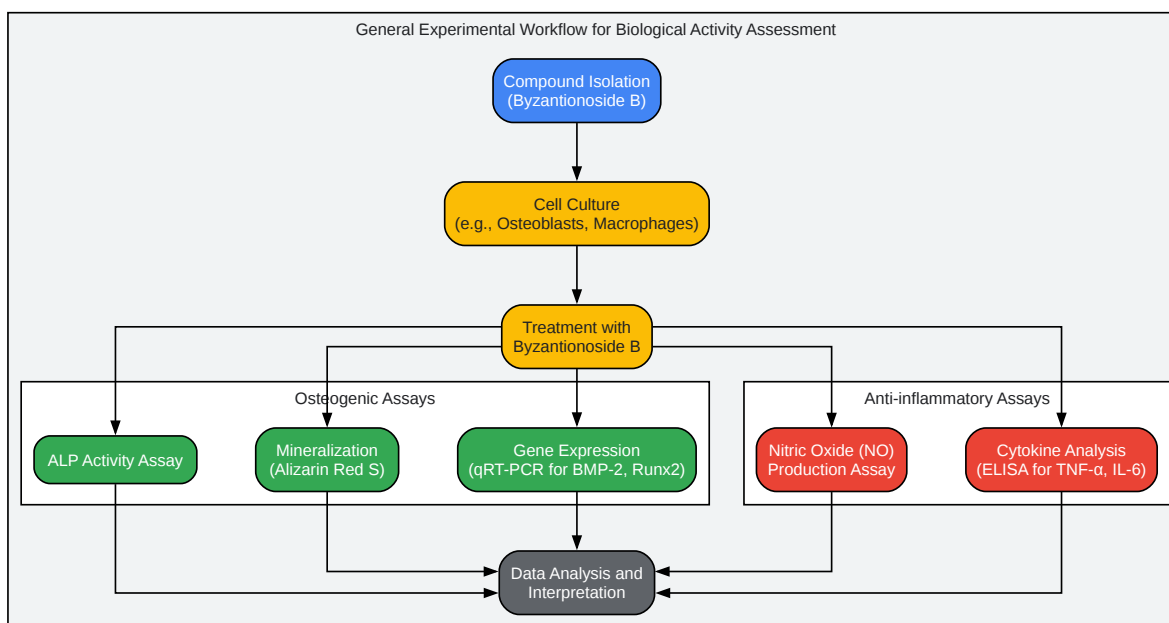 General Experimental Workflow for Biological Activity Assessment
Compound Isolation
(Byzantionoside B)
Cell Culture
(e.g., Osteoblasts, Macrophages)
Treatment with
Byzantionoside B
Osteogenic Assays
Anti-inflammatory Assays
ALP Activity Assay
Mineralization
(Alizarin Red S)
Gene Expression
(qRT-PCR for BMP-2, Runx2)
Nitric Oxide (NO)
Production Assay
Cytokine Analysis
(ELISA for TNF-α, IL-6)
Data Analysis and
Interpretation